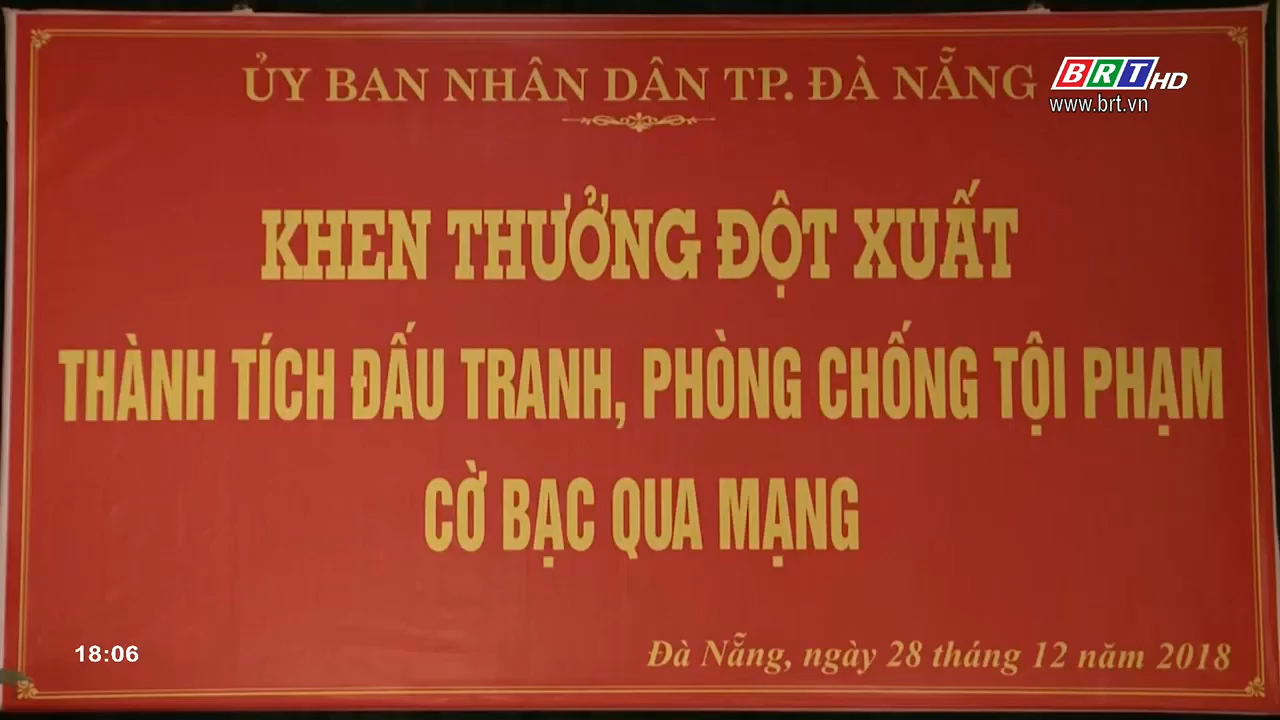 ỦY BAN NHÂN DÂN TP. ĐÀ NẴNG
BRT HD
www.brt.vn
KHEN THƯỞNG ĐỘT XUẤT
THÀNH TÍCH ĐẤU TRANH, PHÒNG CHỐNG TỘI PHẠM
CỜ BẠC QUA MẠNG
18:06
Đà Nẵng, ngày 28 tháng 12 năm 2018